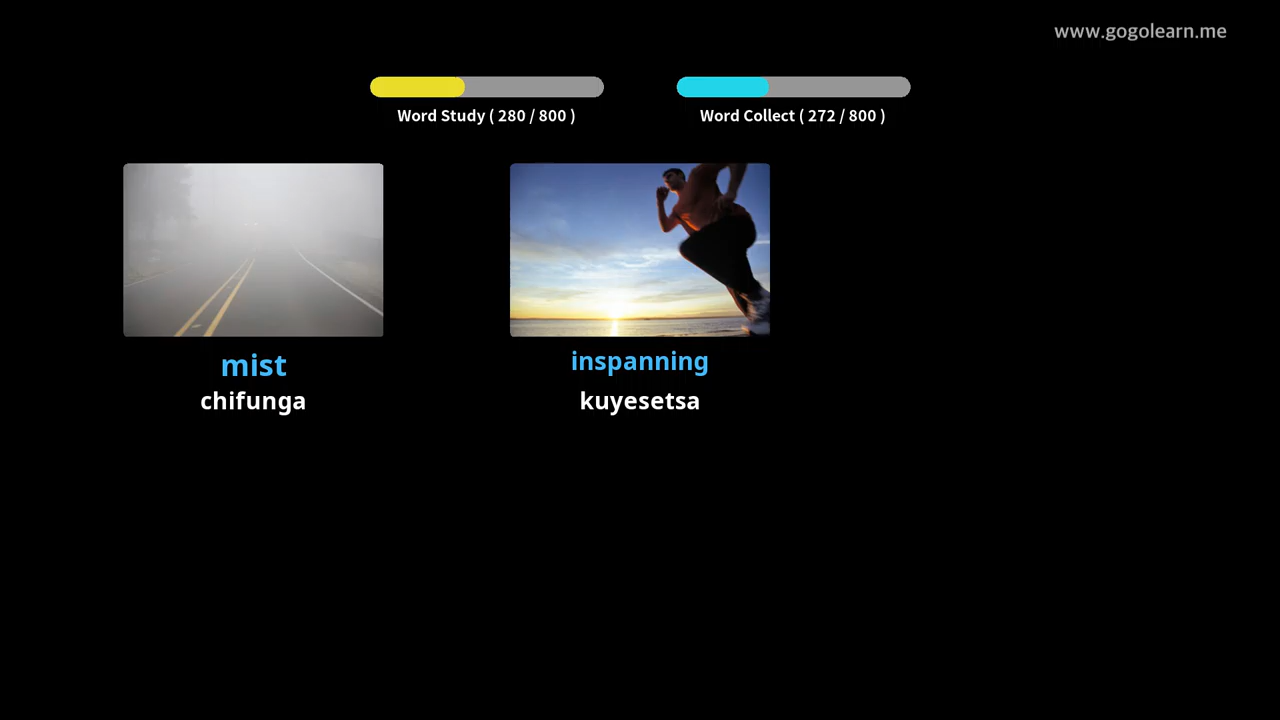 www.gogolearn.me
Word Study ( 280 / 800 )
Word Collect ( 272 / 800 )
mist
chifunga
inspanning
kuyesetsa